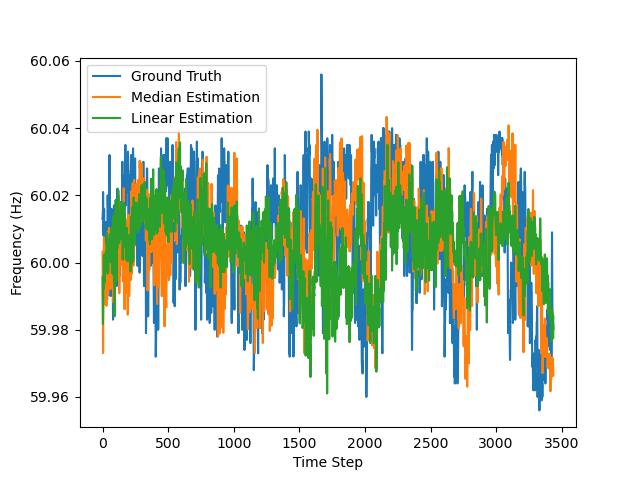 60.06
60.04
60.02
60.00
59.98
59.96
Frequency (Hz)
Ground Truth
Median Estimation
Linear Estimation
0 500 1000 1500 2000 2500 3000 3500
Time Step